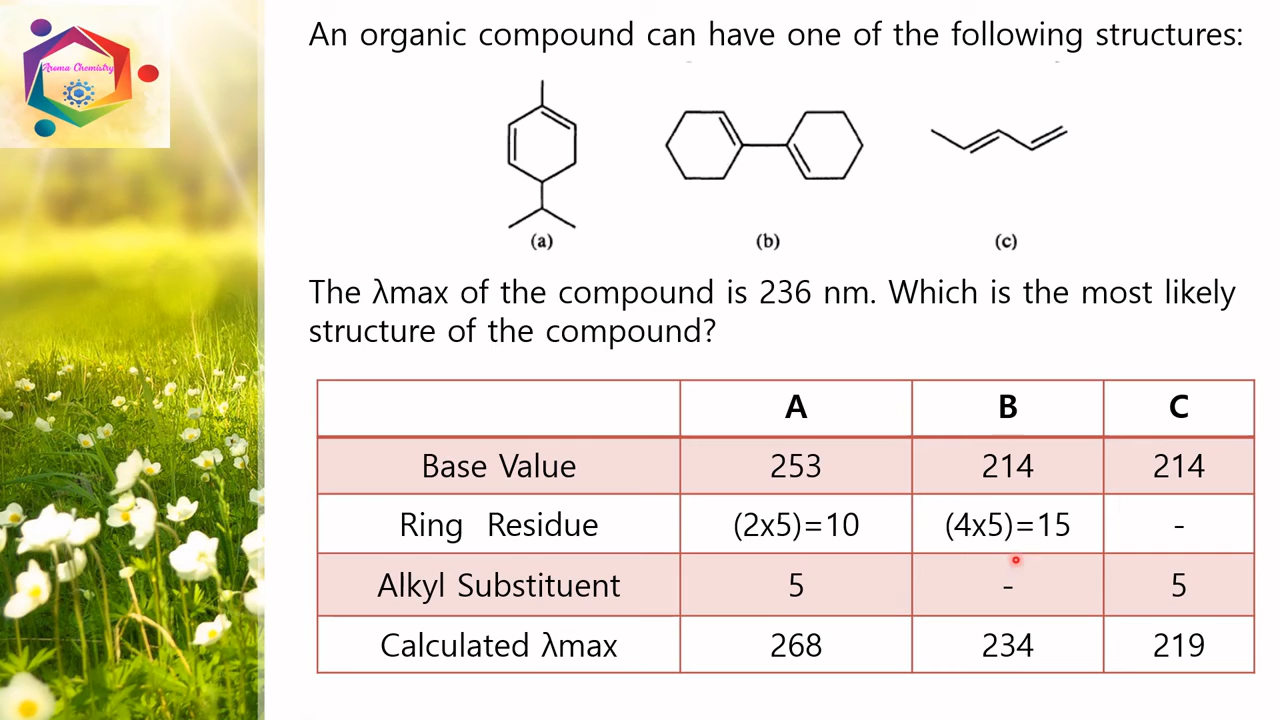 Aroma Chemistry
An organic compound can have one of the following structures:
(a) (b) (c)
The λmax of the compound is 236 nm. Which is the most likely
structure of the compound?
A B C
Base Value 253 214 214
Ring Residue (2x5)=10 (4x5)=15 -
Alkyl Substituent 5 - 5
Calculated λmax 268 234 219